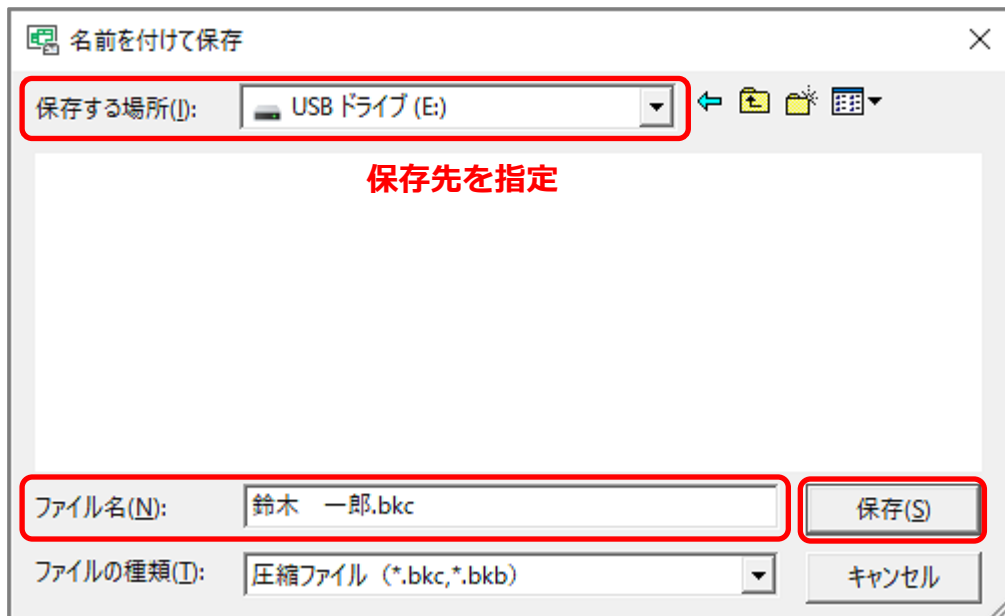 名前を付けて保存
保存する場所(I): USB ドライブ (E:)
保存先を指定
ファイル名(N): 鈴木　一郎.bkc 保存(S)
ファイルの種類(T): 圧縮ファイル（*.bkc,*.bkb） キャンセル